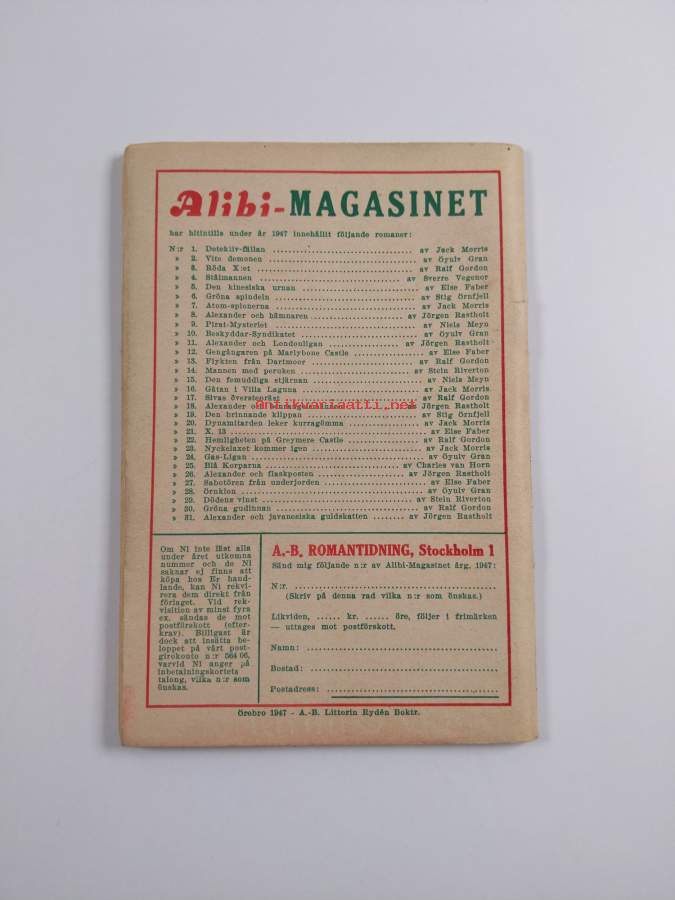 Alibi-MAGASINET
har hittintills under år 1947 innehållit följande romaner:
N:r 1. Detektiv-fällan ........ av Jack Morris
» 2. Vite demonen ........ av Öyulv Gran
» 3. Röda X:et ........ av Ralf Gordon
» 4. Stålmannen ........ av Sverre Vegenor
» 5. Den kinesiska urnan ........ av Else Faber
» 6. Gröna spindeln ........ av Stig Örnfjell
» 7. Atom-spionerna ........ av Jack Morris
» 8. Alexander och hämnaren ........ av Jörgen Rastholt
» 9. Pirat-Mysteriet ........ av Niels Meyn
» 10. Beskyddar-Syndikatet ........ av Öyulv Gran
» 11. Alexander och Londonligan ........ av Jörgen Rastholt
» 12. Gengångaren på Marlybone Castle ........ av Else Faber
» 13. Flykten från Dartmoor ........ av Ralf Gordon
» 14. Mannen med peroken ........ av Stein Riverton
» 15. Den femuddiga stjärnan ........ av Niels Meyn
» 16. Gåtan i Villa Laguna ........ av Jack Morris
» 17. Sivas överstepräst ........ av Ralf Gordon
» 18. Alexander och ........ av Jörgen Rastholt
antikvariaatti.net
» 19. Den brinnande klippan ........ av Stig Örnfjell
» 20. Dynamitarden leker kurragömma ........ av Jack Morris
» 21. X. 13 ........ av Else Faber
» 22. Hemligheten på Greymere Castle ........ av Ralf Gordon
» 23. Nyckelaxet kommer igen ........ av Jack Morris
» 24. Gas-Ligan ........ av Öyulv Gran
» 25. Blå Korparna ........ av Charles van Horn
» 26. Alexander och flaskposten ........ av Jörgen Rastholt
» 27. Sabotören från underjorden ........ av Else Faber
» 28. Örnklon ........ av Öyulv Gran
» 29. Dödens vinst ........ av Stein Riverton
» 30. Gröna gudinnan ........ av Ralf Gordon
» 31. Alexander och javanesiska guldskatten ........ av Jörgen Rastholt
Om Ni inte läst alla
under året utkomna
nummer och de Ni
saknar ej finns att
köpa hos Er hand-
lande, kan Ni rekvi-
rera dem direkt från
förlaget. Vid rek-
visition av minst fyra
ex. sändas de mot
postförskott (efter-
krav). Billigast är
dock att insätta be-
loppet på vårt post-
girokonto n:r 564 06,
varvid Ni anger på
inbetalningskortets
talong, vilka n:r som
önskas.
A.-B. ROMANTIDNING, Stockholm 1
Sänd mig följande n:r av Alibi-Magasinet årg. 1947:
N:r. ........
(Skriv på denna rad vilka n:r som önskas.)
Likviden, ...... kr. ...... öre, följer i frimärken
— uttages mot postförskott.
Namn: ........
Bostad: ........
Postadress: ........
Örebro 1947 - A.-B. Littorin Rydén Boktr.